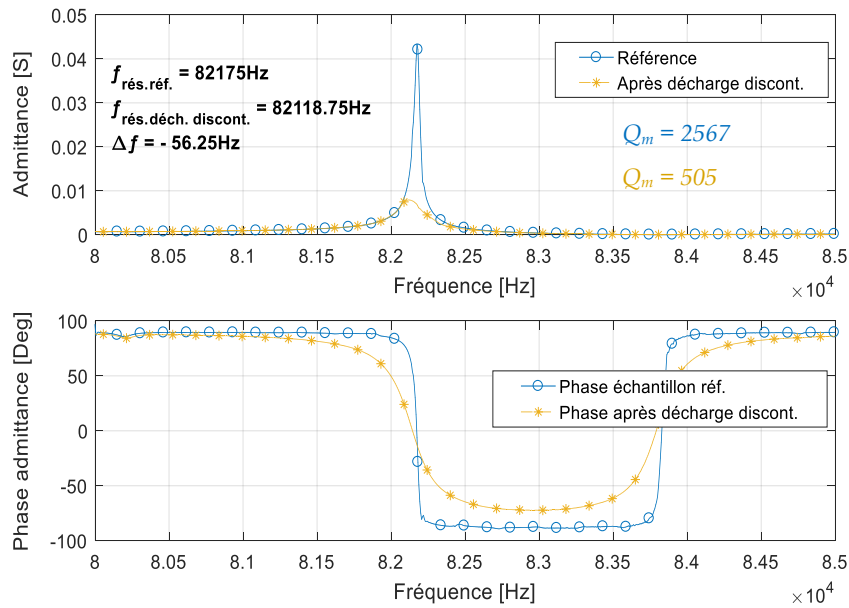 0.05
0.04
0.03
0.02
0.01
0
Admittance [S]
f rés.réf. = 82175Hz
f rés.déch. discont. = 82118.75Hz
Δf = - 56.25Hz
Référence
Après décharge discont.
Qm = 2567
Qm = 505
8 8.05 8.1 8.15 8.2 8.25 8.3 8.35 8.4 8.45 8.5
Fréquence [Hz]
×10⁴
100
50
0
-50
-100
Phase admittance [Deg]
Phase échantillon réf.
Phase après décharge discont.
8 8.05 8.1 8.15 8.2 8.25 8.3 8.35 8.4 8.45 8.5
Fréquence [Hz]
×10⁴